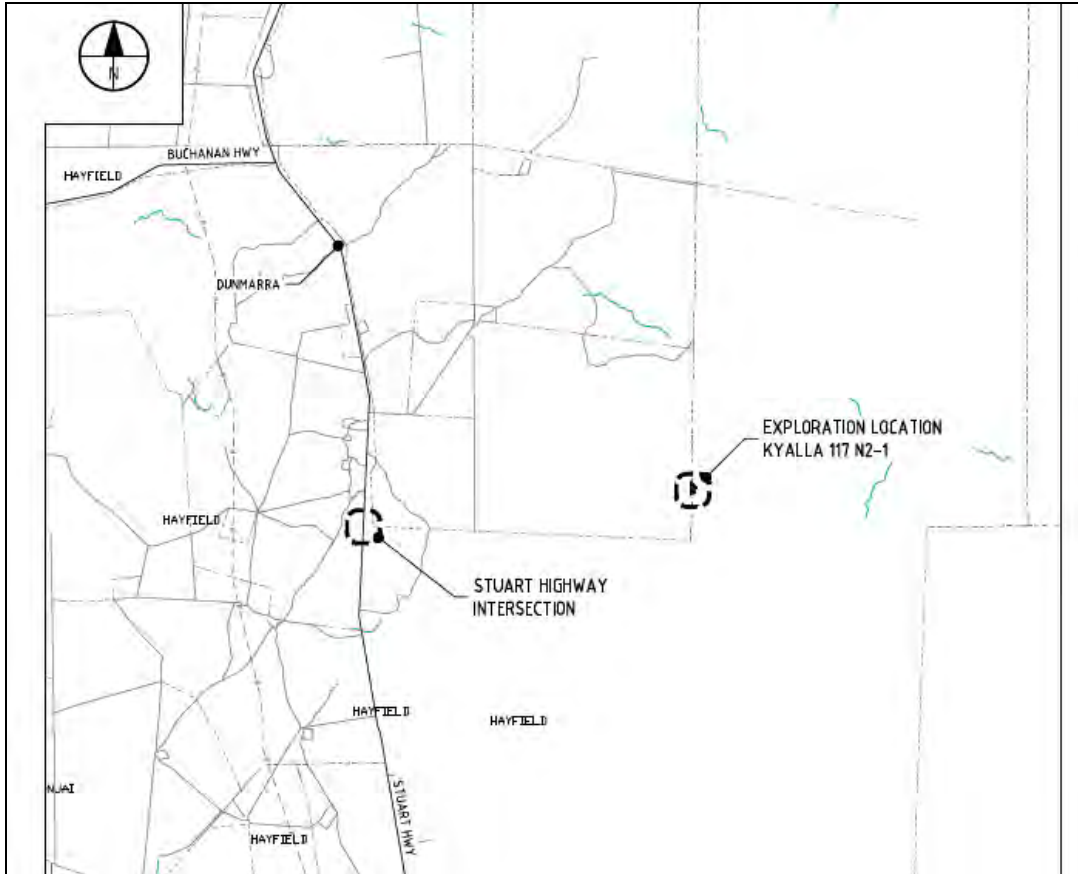 N
BUCHANAN HWY
HAYFIELD
DUNMARRA
EXPLORATION LOCATION
KYALLA 117 N2-1
HAYFIELD
STUART HIGHWAY
INTERSECTION
HAYFIELD
HAYFIELD
NJAI
STUART HWY
HAYFIELD